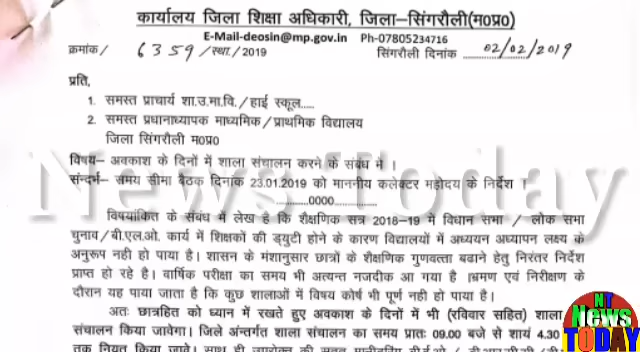 कार्यालय जिला शिक्षा अधिकारी, जिला–सिंगरौली(म0प्र0)
E-Mail-deosin@mp.gov.in Ph-07805234716
क्रमांक/ 6359 /स्था./2019 सिंगरौली दिनांक 02/02/2019
प्रति,
1. समस्त प्राचार्य शा.उ.मा.वि./हाई स्कूल.....
2. समस्त प्रधानाध्यापक माध्यमिक/प्राथमिक विद्यालय
जिला सिंगरौली म0प्र0
विषय– अवकाश के दिनों में शाला संचालन करने के संबंध में।
संन्दर्भ– समय सीमा बैठक दिनांक 23.01.2019 को माननीय कलेक्टर महोदय के निर्देश !
.........0000.........
विषयांकित के संबंध में लेख है कि शैक्षणिक सत्र 2018-19 में विधान सभा / लोक सभा
चुनाव/बी.एल.ओ. कार्य में शिक्षकों की ड्युटी होने के कारण विद्यालयों में अध्ययन अध्यापन लक्ष्य के
अनुरूप नही हो पाया है। शासन के मंशानुसार छात्रों के शैक्षणिक गुणवत्ता बढाने हेतु निरंतर निर्देश
प्राप्त हो रहे है। वार्षिक परीक्षा का समय भी अत्यन्त नजदीक आ गया है।भ्रमण एवं निरीक्षण के
दौरान यह पाया जाता है कि कुछ शालाओं में विषय कोर्ष भी पूर्ण नही हो पाया है।
अतः छात्रहित को ध्यान में रखते हुए अवकाश के दिनों में भी (रविवार सहित) शाला
संचालन किया जावेगा। जिले अंन्तर्गत शाला संचालन का समय प्रातः 09.00 बजे से शायं 4.30
तक नियत किया जावे। साथ ही उपरोक्त की सतत
News Today
NT
News
TODAY